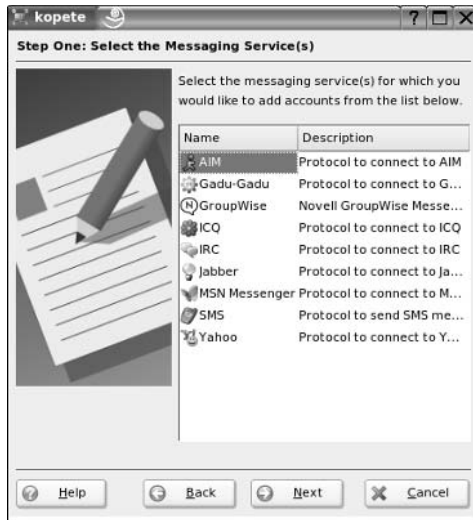 kopete
Step One: Select the Messaging Service(s)
Select the messaging service(s) for which you
would like to add accounts from the list below.
Name Description
AIM Protocol to connect to AIM
Gadu-Gadu Protocol to connect to G...
GroupWise Novell GroupWise Messe...
ICQ Protocol to connect to ICQ
IRC Protocol to connect to IRC
Jabber Protocol to connect to Ja...
MSN Messenger Protocol to connect to M...
SMS Protocol to send SMS me...
Yahoo Protocol to connect to Y...
Help Back Next Cancel